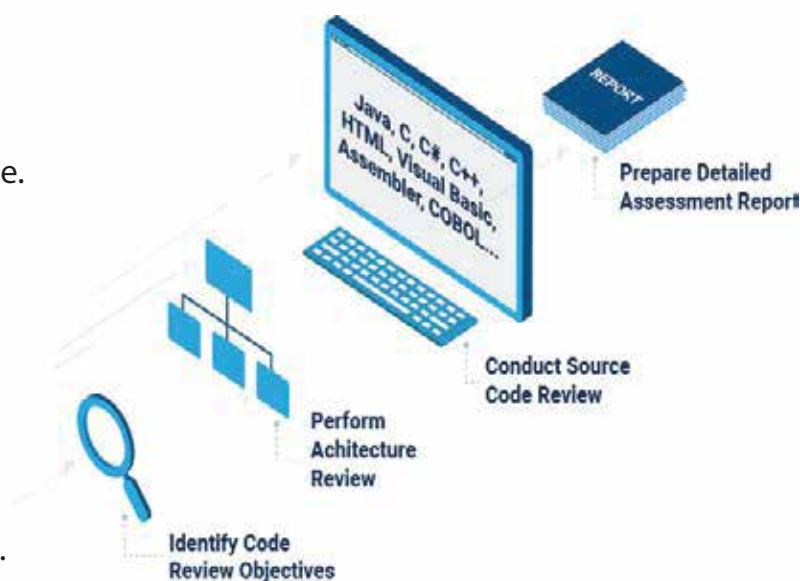 Java, C, C#, C++,
HTML, Visual Basic,
Assembler, COBOL...
REPORT
Prepare Detailed
Assessment Report
e.
Conduct Source
Code Review
Perform
Achitecture
Review
.
Identify Code
Review Objectives